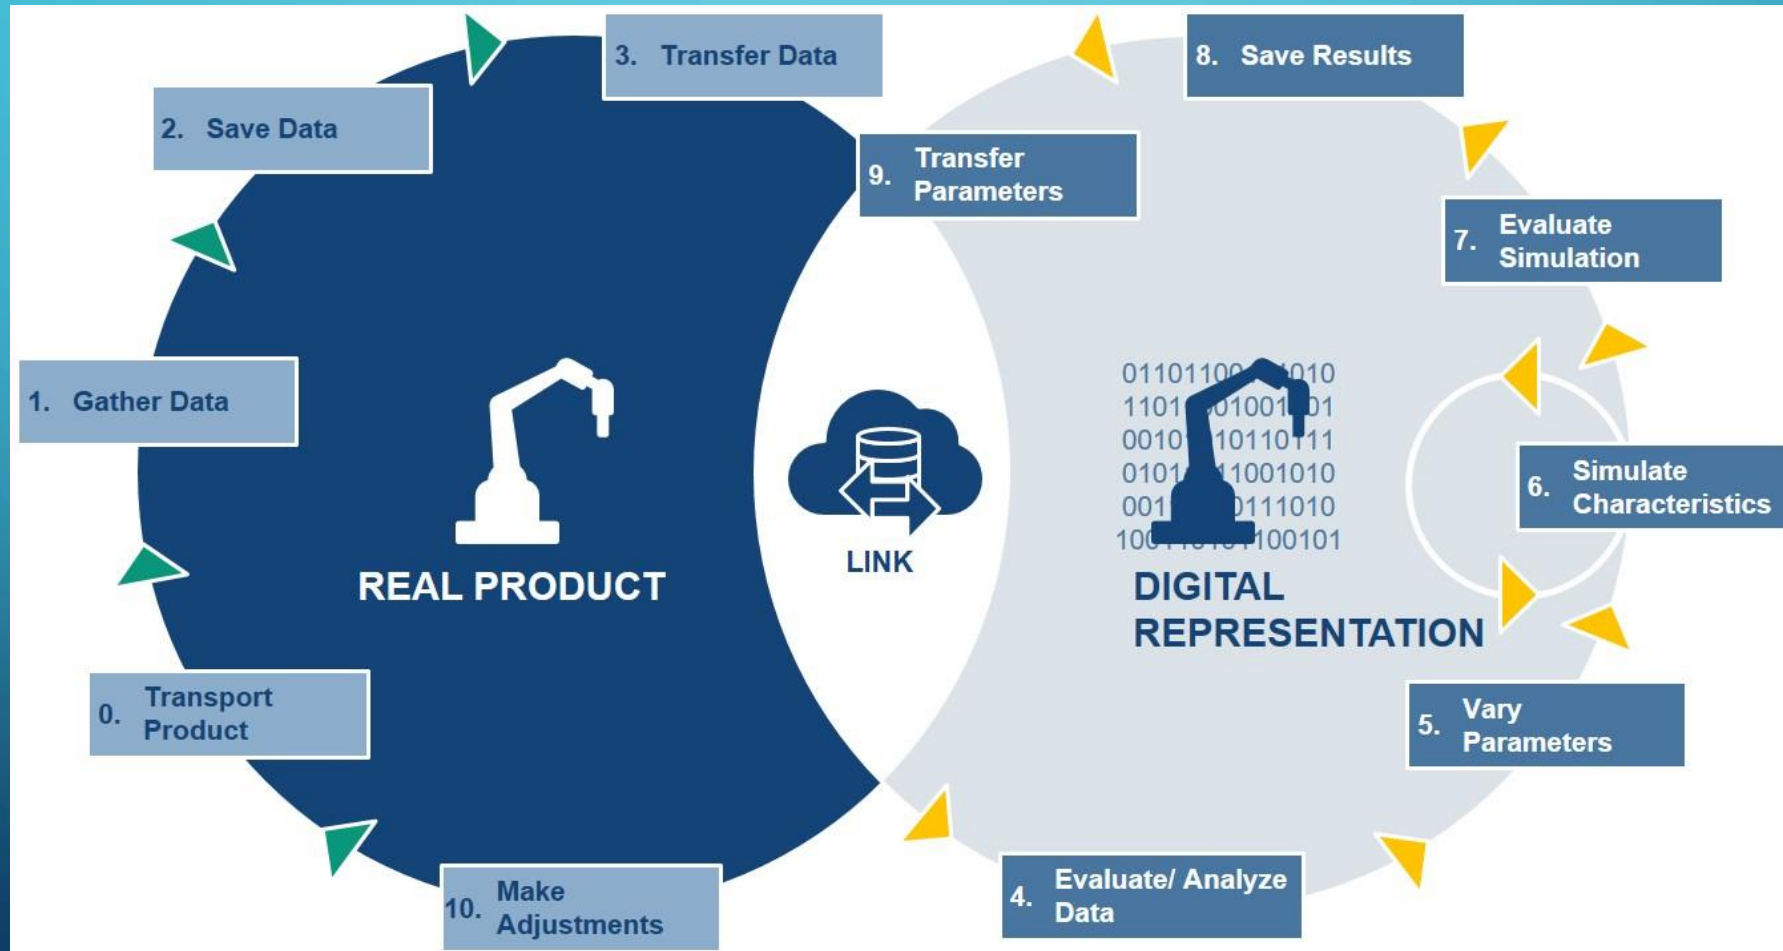 3. Transfer Data
8. Save Results
2. Save Data
9. Transfer
Parameters
7. Evaluate
Simulation
1. Gather Data
6. Simulate
Characteristics
LINK
REAL PRODUCT
DIGITAL
REPRESENTATION
0. Transport
Product
5. Vary
Parameters
10. Make
Adjustments
4. Evaluate/ Analyze
Data